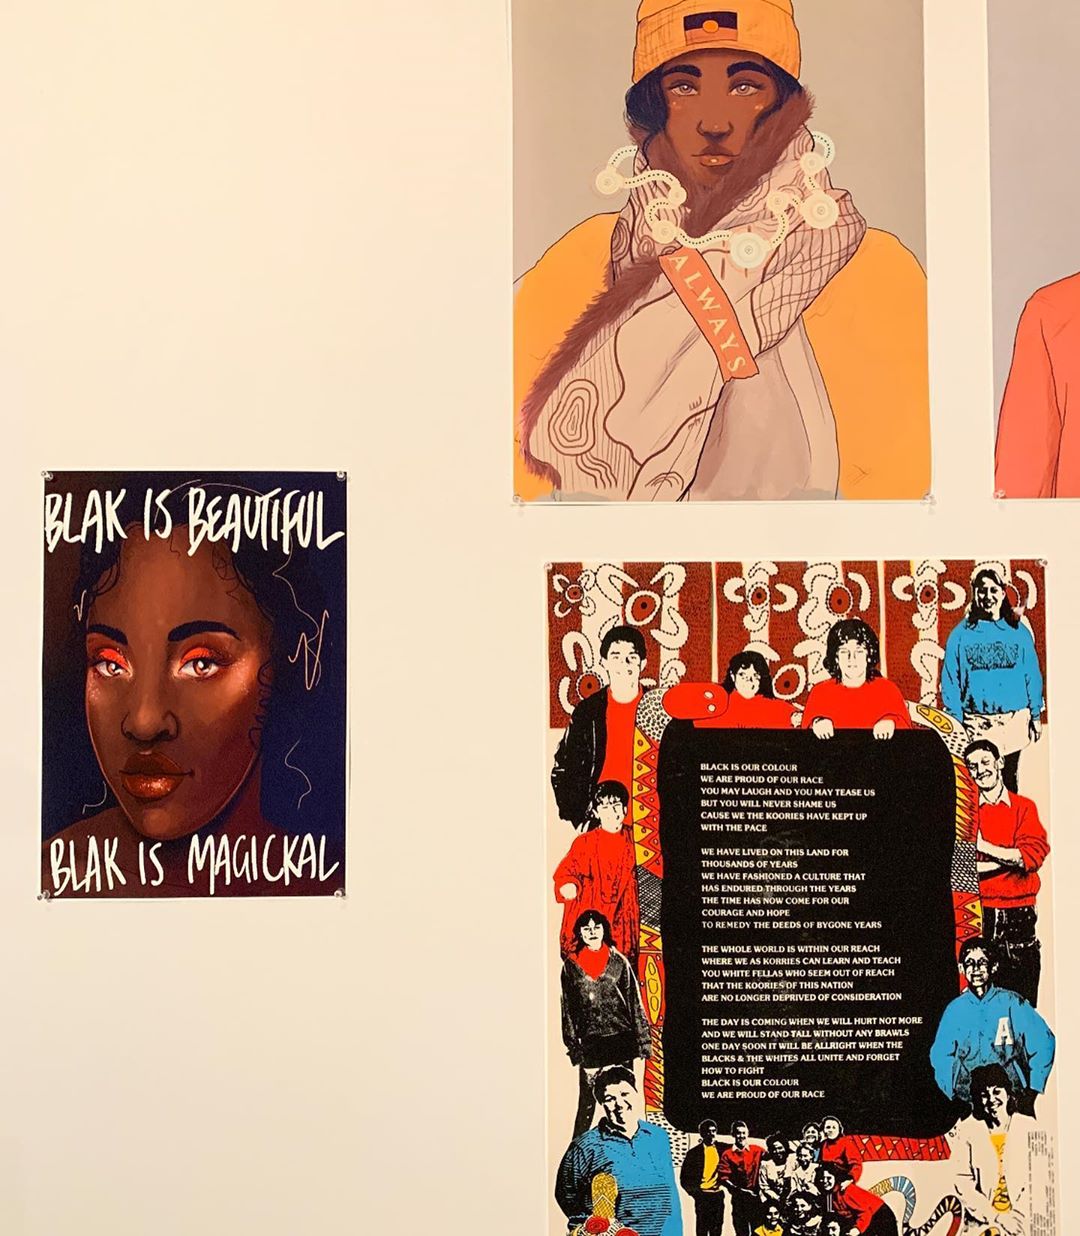 ALWAYS
BLAK IS BEAUTIFUL
BLAK IS MAGICKAL
BLACK IS OUR COLOUR
WE ARE PROUD OF OUR RACE
YOU MAY LAUGH AND YOU MAY TEASE US
BUT YOU WILL NEVER SHAME US
CAUSE WE THE KOORIES HAVE KEPT UP
WITH THE PACE
WE HAVE LIVED ON THIS LAND FOR
THOUSANDS OF YEARS
WE HAVE FASHIONED A CULTURE THAT
HAS ENDURED THROUGH THE YEARS
THE TIME HAS NOW COME FOR OUR
COURAGE AND HOPE
TO REMEDY THE DEEDS OF BYGONE YEARS
THE WHOLE WORLD IS WITHIN OUR REACH
WHERE WE AS KORRIES CAN LEARN AND TEACH
YOU WHITE FELLAS WHO SEEM OUT OF REACH
THAT THE KOORIES OF THIS NATION
ARE NO LONGER DEPRIVED OF CONSIDERATION
THE DAY IS COMING WHEN WE WILL HURT NOT MORE
AND WE WILL STAND TALL WITHOUT ANY BRAWLS
ONE DAY SOON IT WILL BE ALLRIGHT WHEN THE
BLACKS & THE WHITES ALL UNITE AND FORGET
HOW TO FIGHT
BLACK IS OUR COLOUR
WE ARE PROUD OF OUR RACE
A